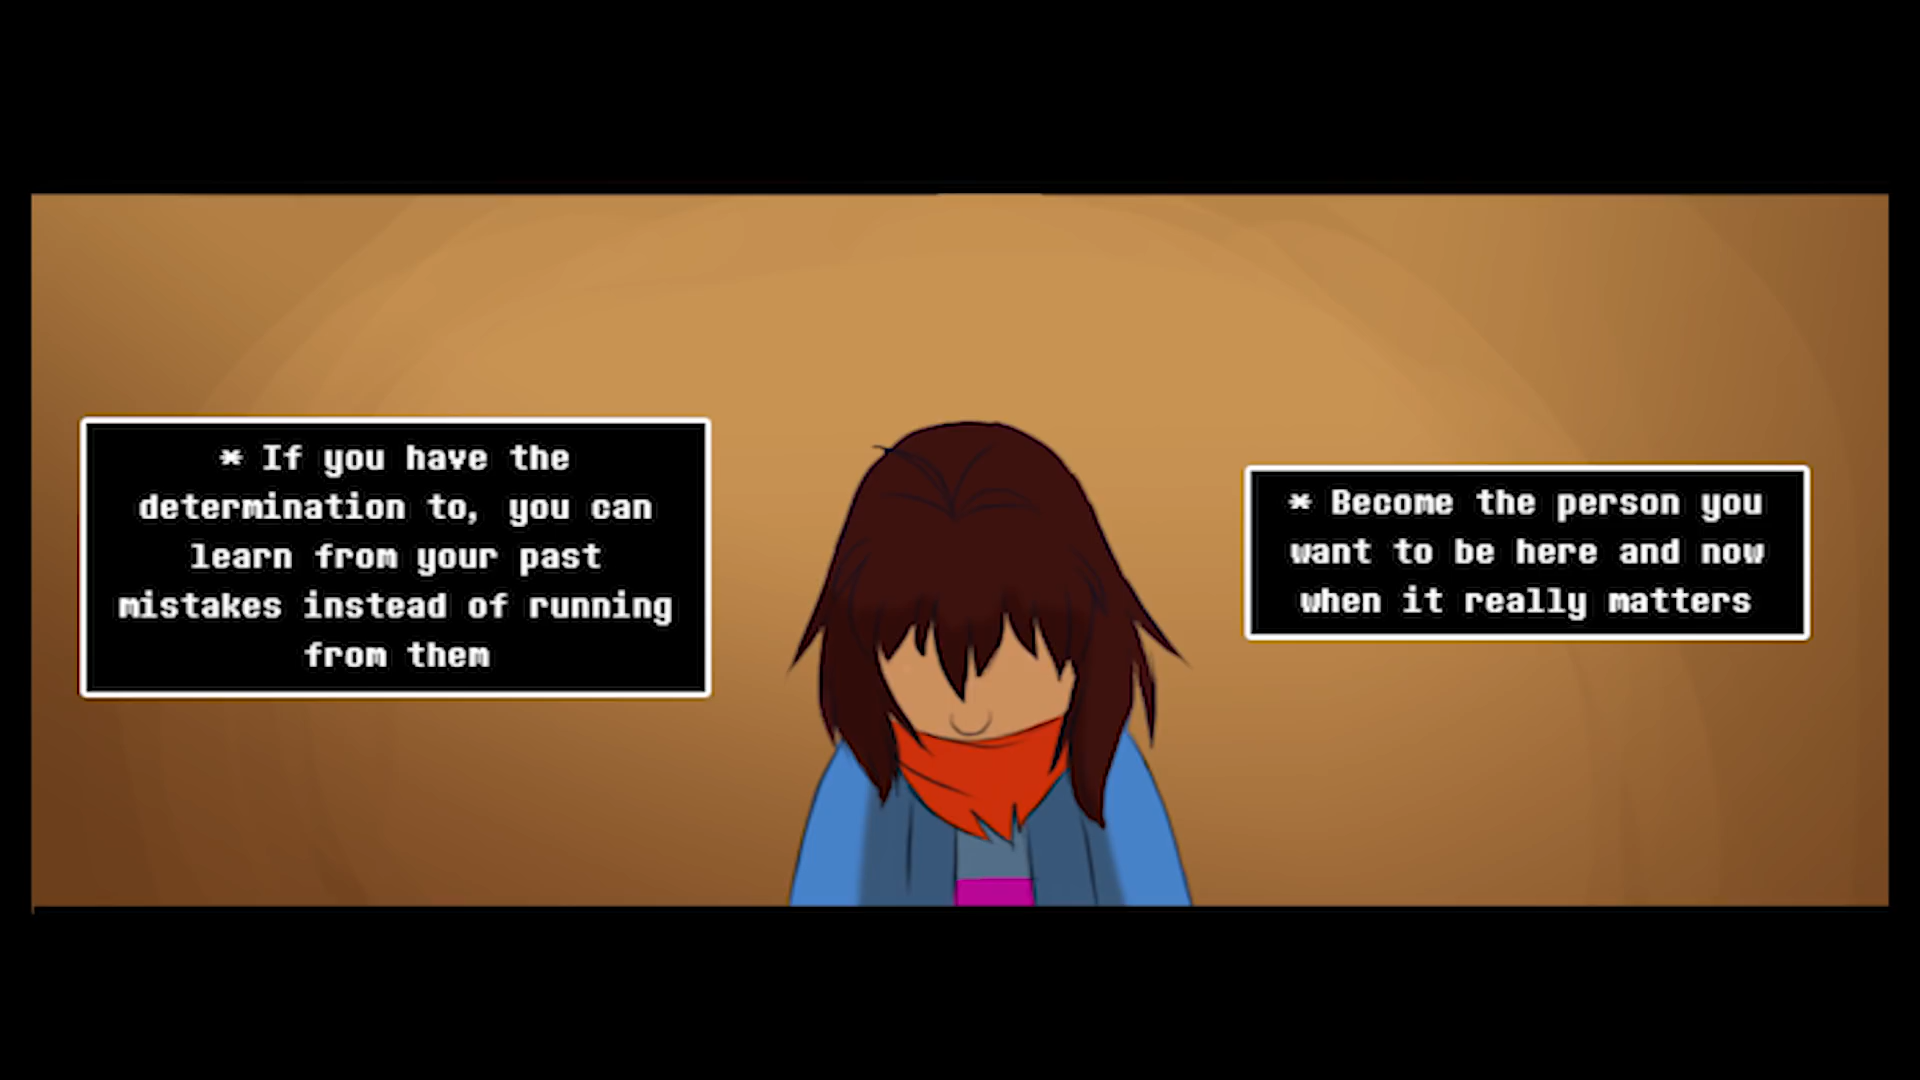 * If you have the
determination to, you can
learn from your past
mistakes instead of running
from them
* Become the person you
want to be here and now
when it really matters